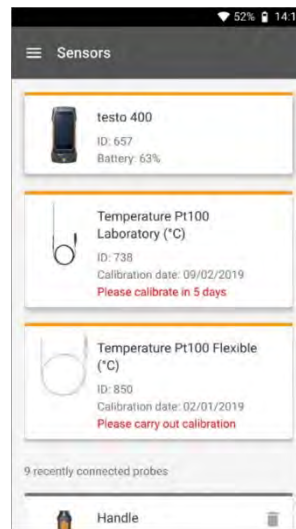 52% 14:1
Sensors
testo 400
ID: 657
Battery: 63%
Temperature Pt100
Laboratory (°C)
ID: 738
Calibration date: 09/02/2019
Please calibrate in 5 days
Temperature Pt100 Flexible
(°C)
ID: 850
Calibration date: 02/01/2019
Please carry out calibration
9 recently connected probes
Handle